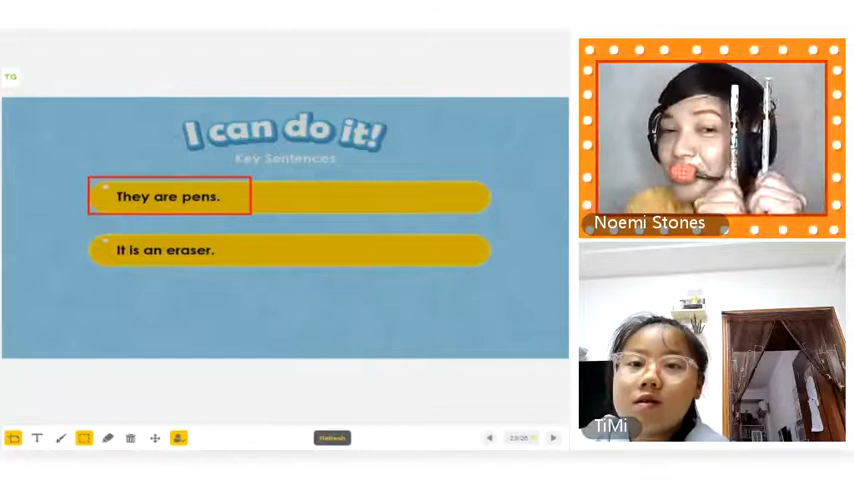 TG
I can do it!
Key Sentences
They are pens.
It is an eraser.
Noemi Stones
TiMi
T
Refresh